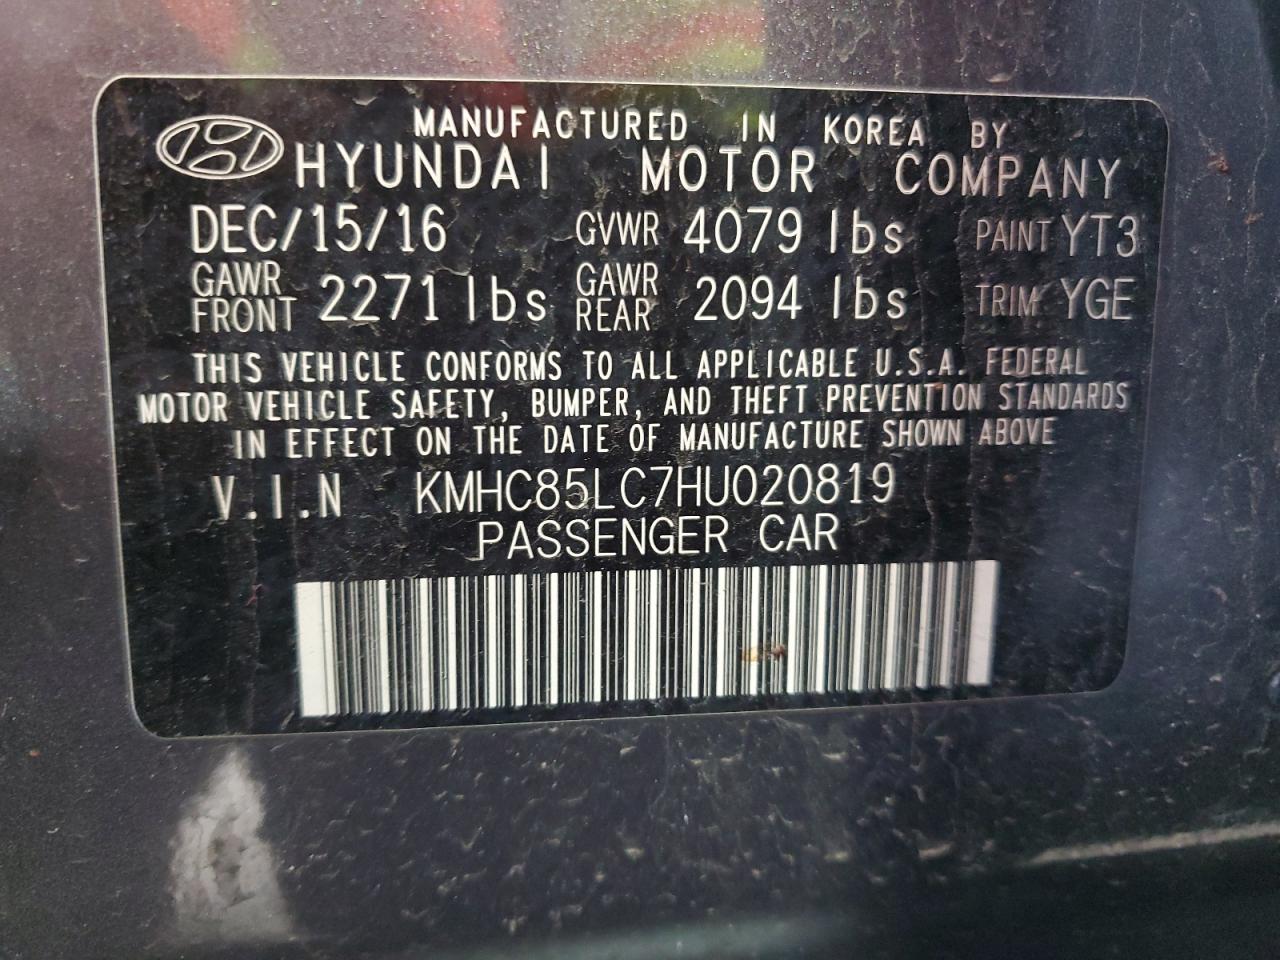 MANUFACTURED IN KOREA BY
HYUNDAI MOTOR COMPANY
DEC/15/16 GVWR 4079 lbs PAINT YT3
GAWR FRONT 2271 lbs GAWR REAR 2094 lbs TRIM YGE
THIS VEHICLE CONFORMS TO ALL APPLICABLE U.S.A. FEDERAL
MOTOR VEHICLE SAFETY, BUMPER, AND THEFT PREVENTION STANDARDS
IN EFFECT ON THE DATE OF MANUFACTURE SHOWN ABOVE
V.I.N KMHC85LC7HU020819
PASSENGER CAR